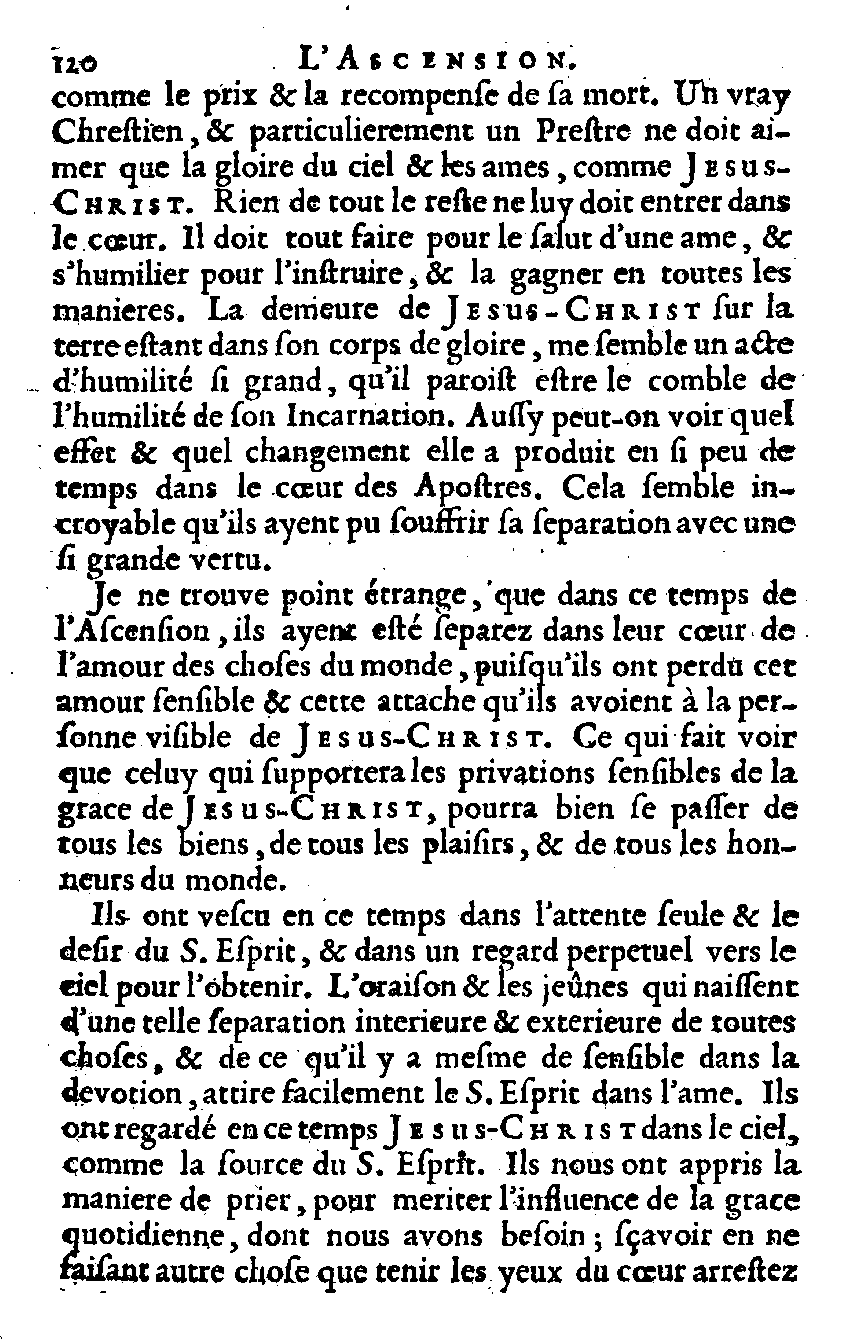 120 L'ASCENSION.
comme le prix & la recompenſe de ſa mort. Un vray
Chreſtien, & particulierement un Preſtre ne doit ai-
mer que la gloire du ciel & les ames, comme JESUS-
CHRIST. Rien de tout le reſte ne luy doit entrer dans
le cœur. Il doit tout faire pour le ſalut d'une ame, &
s'humilier pour l'inſtruire, & la gagner en toutes les
manieres. La demeure de JESUS-CHRIST ſur la
terre eſtant dans ſon corps de gloire, me ſemble un acte
d'humilité ſi grand, qu'il paroiſt eſtre le comble de
l'humilité de ſon Incarnation. Auſſy peut-on voir quel
effet & quel changement elle a produit en ſi peu de
temps dans le cœur des Apoſtres. Cela ſemble in-
croyable qu'ils ayent pu ſouffrir ſa ſeparation avec une
ſi grande vertu.
Je ne trouve point étrange, que dans ce temps de
l'Aſcenſion, ils ayent eſté ſeparez dans leur cœur de
l'amour des choſes du monde, puiſqu'ils ont perdu cet
amour ſenſible & cette attache qu'ils avoient à la per-
ſonne viſible de JESUS-CHRIST. Ce qui fait voir
que celuy qui ſupportera les privations ſenſibles de la
grace de JESUS-CHRIST, pourra bien ſe paſſer de
tous les biens, de tous les plaiſirs, & de tous les hon-
neurs du monde.
Ils ont veſcu en ce temps dans l'attente ſeule & le
deſir du S. Eſprit, & dans un regard perpetuel vers le
ciel pour l'obtenir. L'oraiſon & les jeûnes qui naiſſent
d'une telle ſeparation interieure & exterieure de toutes
choſes, & de ce qu'il y a meſme de ſenſible dans la
devotion, attire facilement le S. Eſprit dans l'ame. Ils
ont regardé en ce temps JESUS-CHRIST dans le ciel,
comme la ſource du S. Eſprit. Ils nous ont appris la
maniere de prier, pour meriter l'influence de la grace
quotidienne, dont nous avons beſoin ; ſçavoir en ne
faiſant autre choſe que tenir les yeux du cœur arreſtez